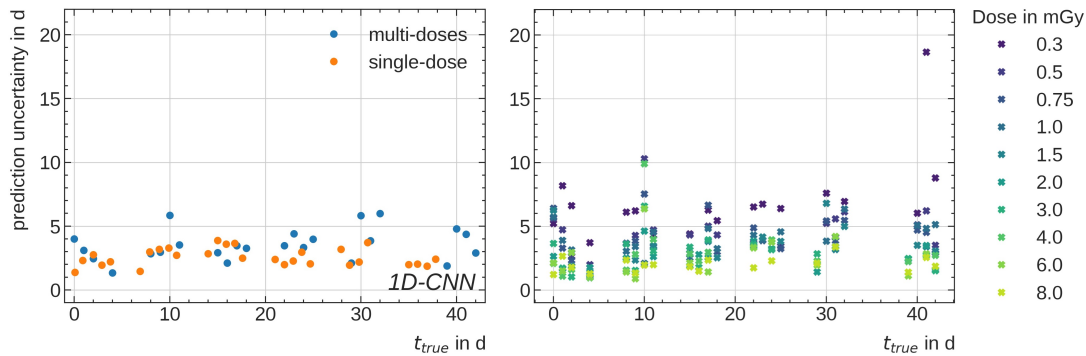 prediction uncertainty in d
20
15
10
5
0
multi-doses
single-dose
1D-CNN
0 10 20 30 40
t_true in d
20
15
10
5
0
0 10 20 30 40
t_true in d
Dose in mGy
0.3
0.5
0.75
1.0
1.5
2.0
3.0
4.0
6.0
8.0